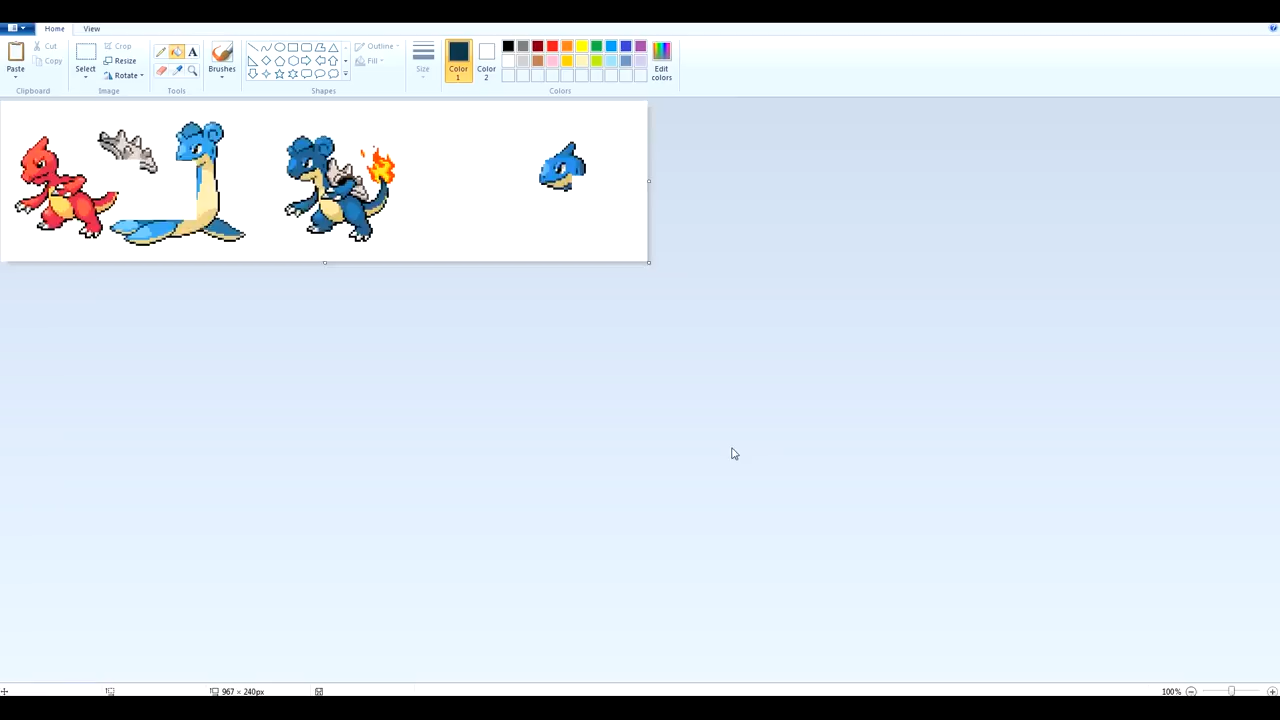 Home View
Paste
Cut
Copy
Clipboard
Select
Crop
Resize
Rotate
Image
A
Tools
Brushes
Outline
Fill
Shapes
Size
Color 1
Color 2
Edit colors
Colors
967 × 240px
100%